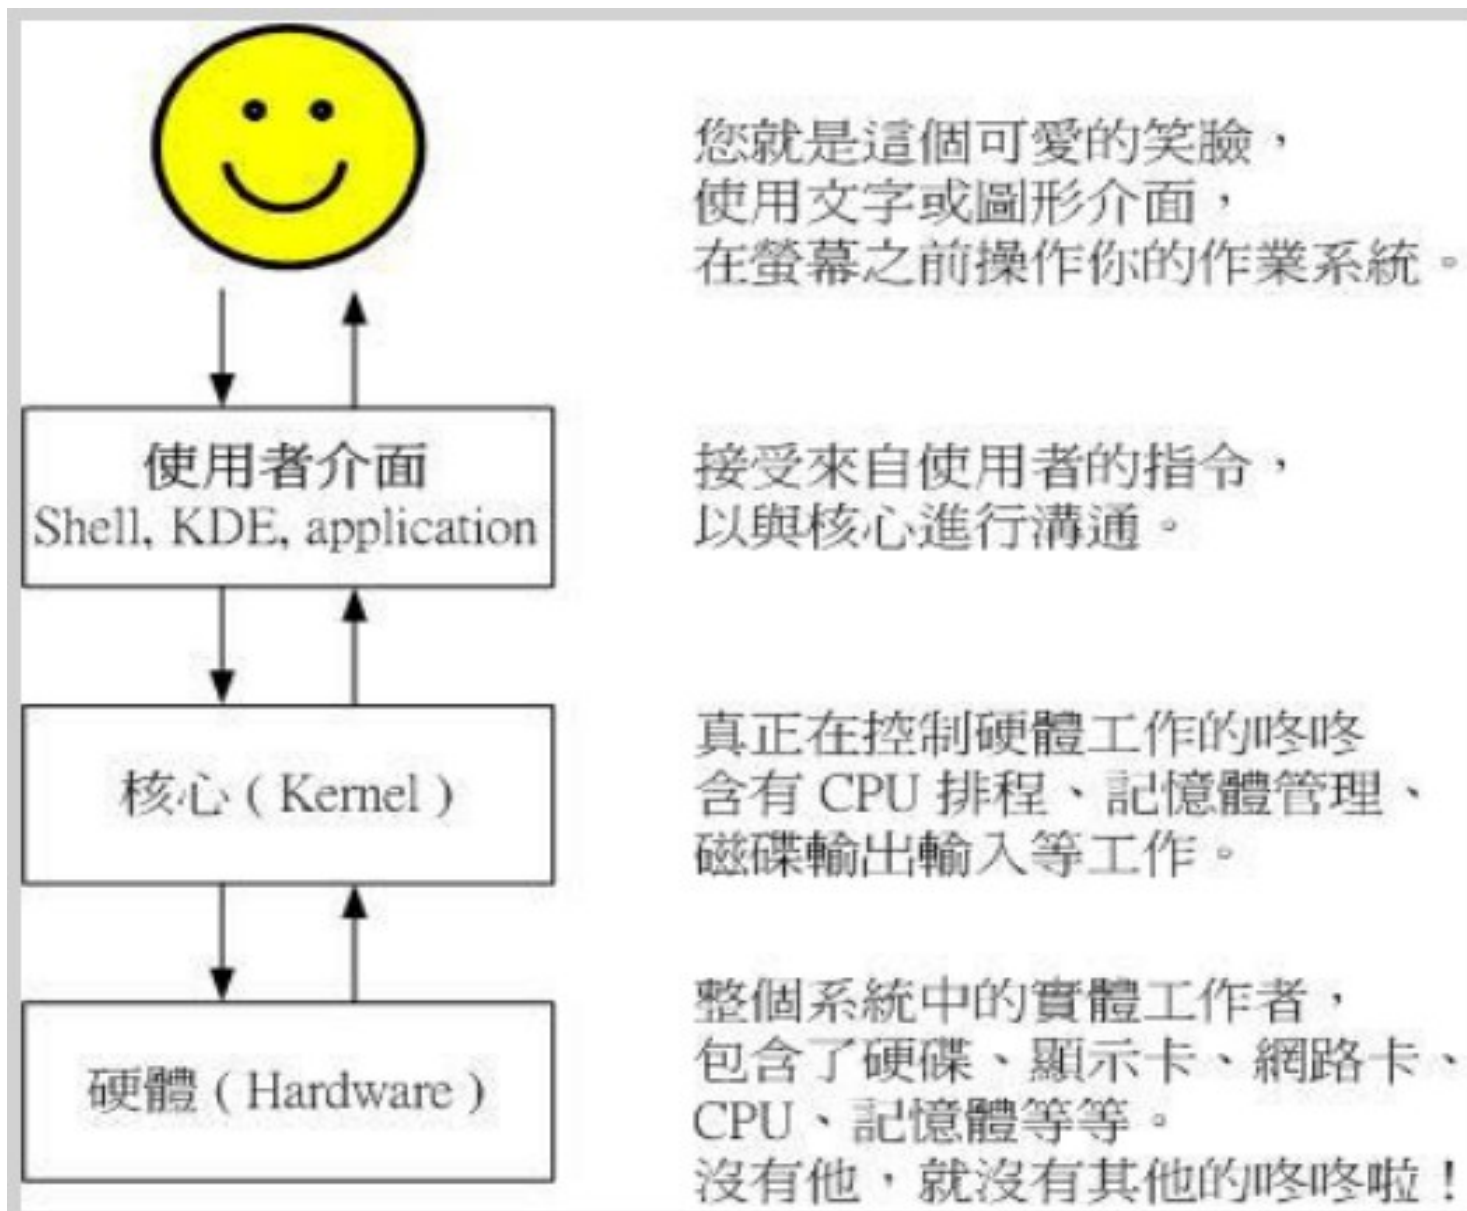 您就是這個可愛的笑臉，
使用文字或圖形介面，
在螢幕之前操作你的作業系統。
使用者介面
Shell, KDE, application
接受來自使用者的指令，
以與核心進行溝通。
核心 ( Kernel )
真正在控制硬體工作的咚咚
含有 CPU 排程、記憶體管理、
磁碟輸出輸入等工作。
硬體 ( Hardware )
整個系統中的實體工作者，
包含了硬碟、顯示卡、網路卡、
CPU、記憶體等等。
沒有他，就沒有其他的咚咚啦！